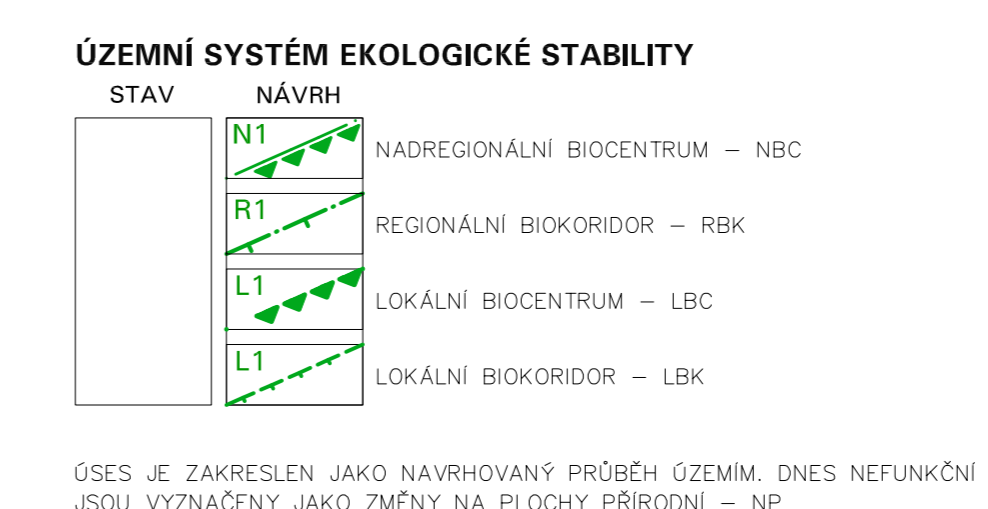 ÚZEMNÍ SYSTÉM EKOLOGICKÉ STABILITY
STAV NÁVRH
N1 NADREGIONÁLNÍ BIOCENTRUM – NBC
R1 REGIONÁLNÍ BIOKORIDOR – RBK
L1 LOKÁLNÍ BIOCENTRUM – LBC
L1 LOKÁLNÍ BIOKORIDOR – LBK
ÚSES JE ZAKRESLEN JAKO NAVRHOVANÝ PRŮBĚH ÚZEMÍM. DNES NEFUNKČNÍ
JSOU VYZNAČENY JAKO ZMĚNY NA PLOCHY PŘÍRODNÍ – NP